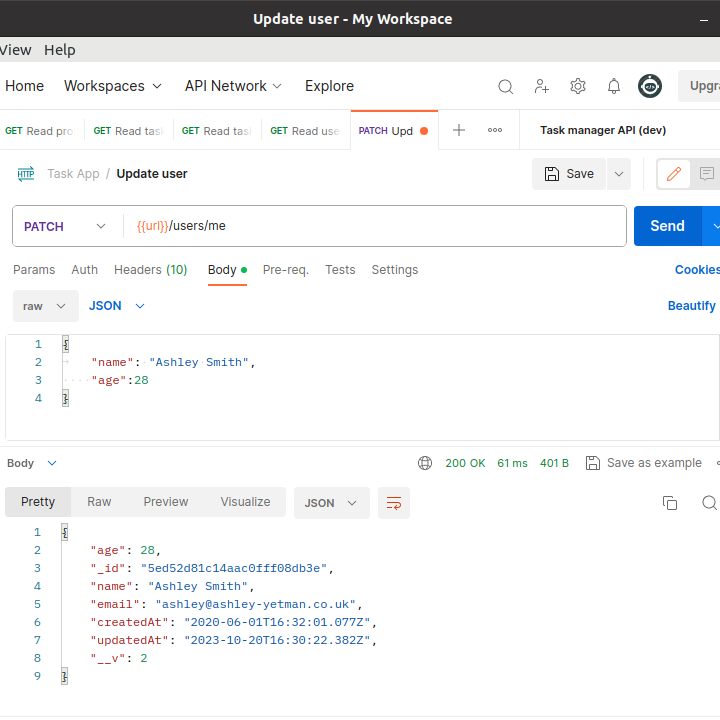 Update user - My Workspace
View Help
Home Workspaces API Network Explore Upgra
GET Read pro GET Read tas GET Read tas GET Read use PATCH Upd Task manager API (dev)
HTTP Task App / Update user Save
PATCH {{url}}/users/me Send
Params Auth Headers (10) Body Pre-req. Tests Settings Cookies
raw JSON Beautify
1 {
2 "name": "Ashley Smith",
3 "age":28
4 }
Body 200 OK 61 ms 401 B Save as example
Pretty Raw Preview Visualize JSON
1 {
2 "age": 28,
3 "_id": "5ed52d81c14aac0fff08db3e",
4 "name": "Ashley Smith",
5 "email": "ashley@ashley-yetman.co.uk",
6 "createdAt": "2020-06-01T16:32:01.077Z",
7 "updatedAt": "2023-10-20T16:30:22.382Z",
8 "__v": 2
9 }